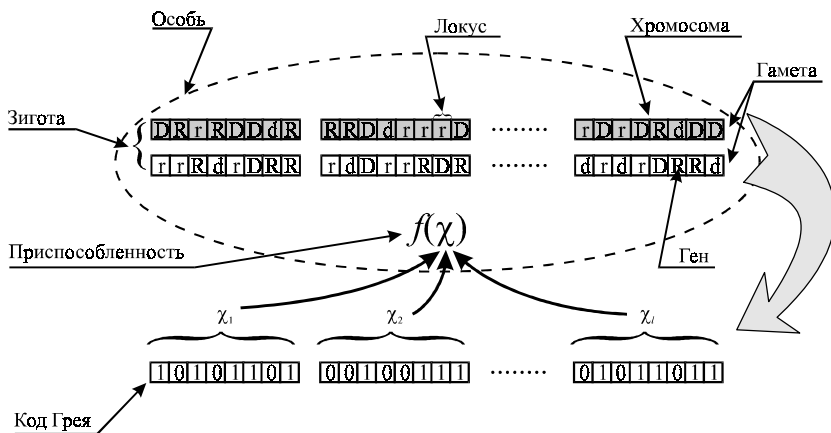 Особь
Локус
Хромосома
Гамета
Зигота
DRrRDDdR RRDdrrrD ........ rDrDRdDD
rrRdrDRR rdDrrRDR ........ drdrDRRd
f(χ)
Приспособленность
Ген
χ1 χ2 χl
10101101 00100111 ........ 01011011
Код Грея